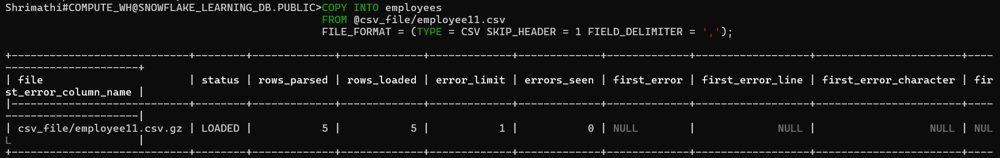 Shrimathi#COMPUTE_WH@SNOWFLAKE_LEARNING_DB.PUBLIC>COPY INTO employees
FROM @csv_file/employee11.csv
FILE_FORMAT = (TYPE = CSV SKIP_HEADER = 1 FIELD_DELIMITER = ',');
+----------------------------+--------+-------------+-------------+-------------+-------------+-------------+------------------+-----------------------+----
---------------------+
| file                       | status | rows_parsed | rows_loaded | error_limit | errors_seen | first_error | first_error_line | first_error_character | fir
st_error_column_name |
|----------------------------+--------+-------------+-------------+-------------+-------------+-------------+------------------+-----------------------+----
---------------------|
| csv_file/employee11.csv.gz | LOADED |           5 |           5 |           1 |           0 | NULL        |             NULL |                  NULL | NUL
L                    |
+----------------------------+--------+-------------+-------------+-------------+-------------+-------------+------------------+-----------------------+----